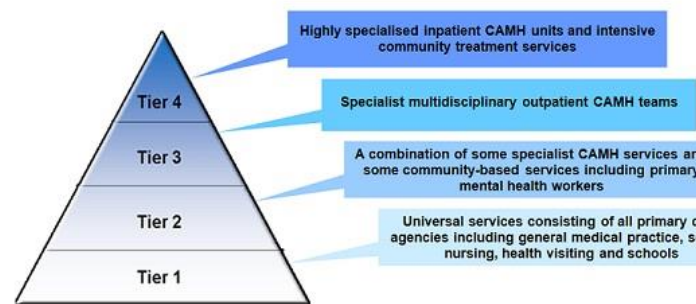 Highly specialised inpatient CAMH units and intensive
community treatment services
Tier 4
Specialist multidisciplinary outpatient CAMH teams
Tier 3
A combination of some specialist CAMH services
some community-based services including primary
mental health workers
Tier 2
Universal services consisting of all primary
agencies including general medical practice,
nursing, health visiting and schools
Tier 1